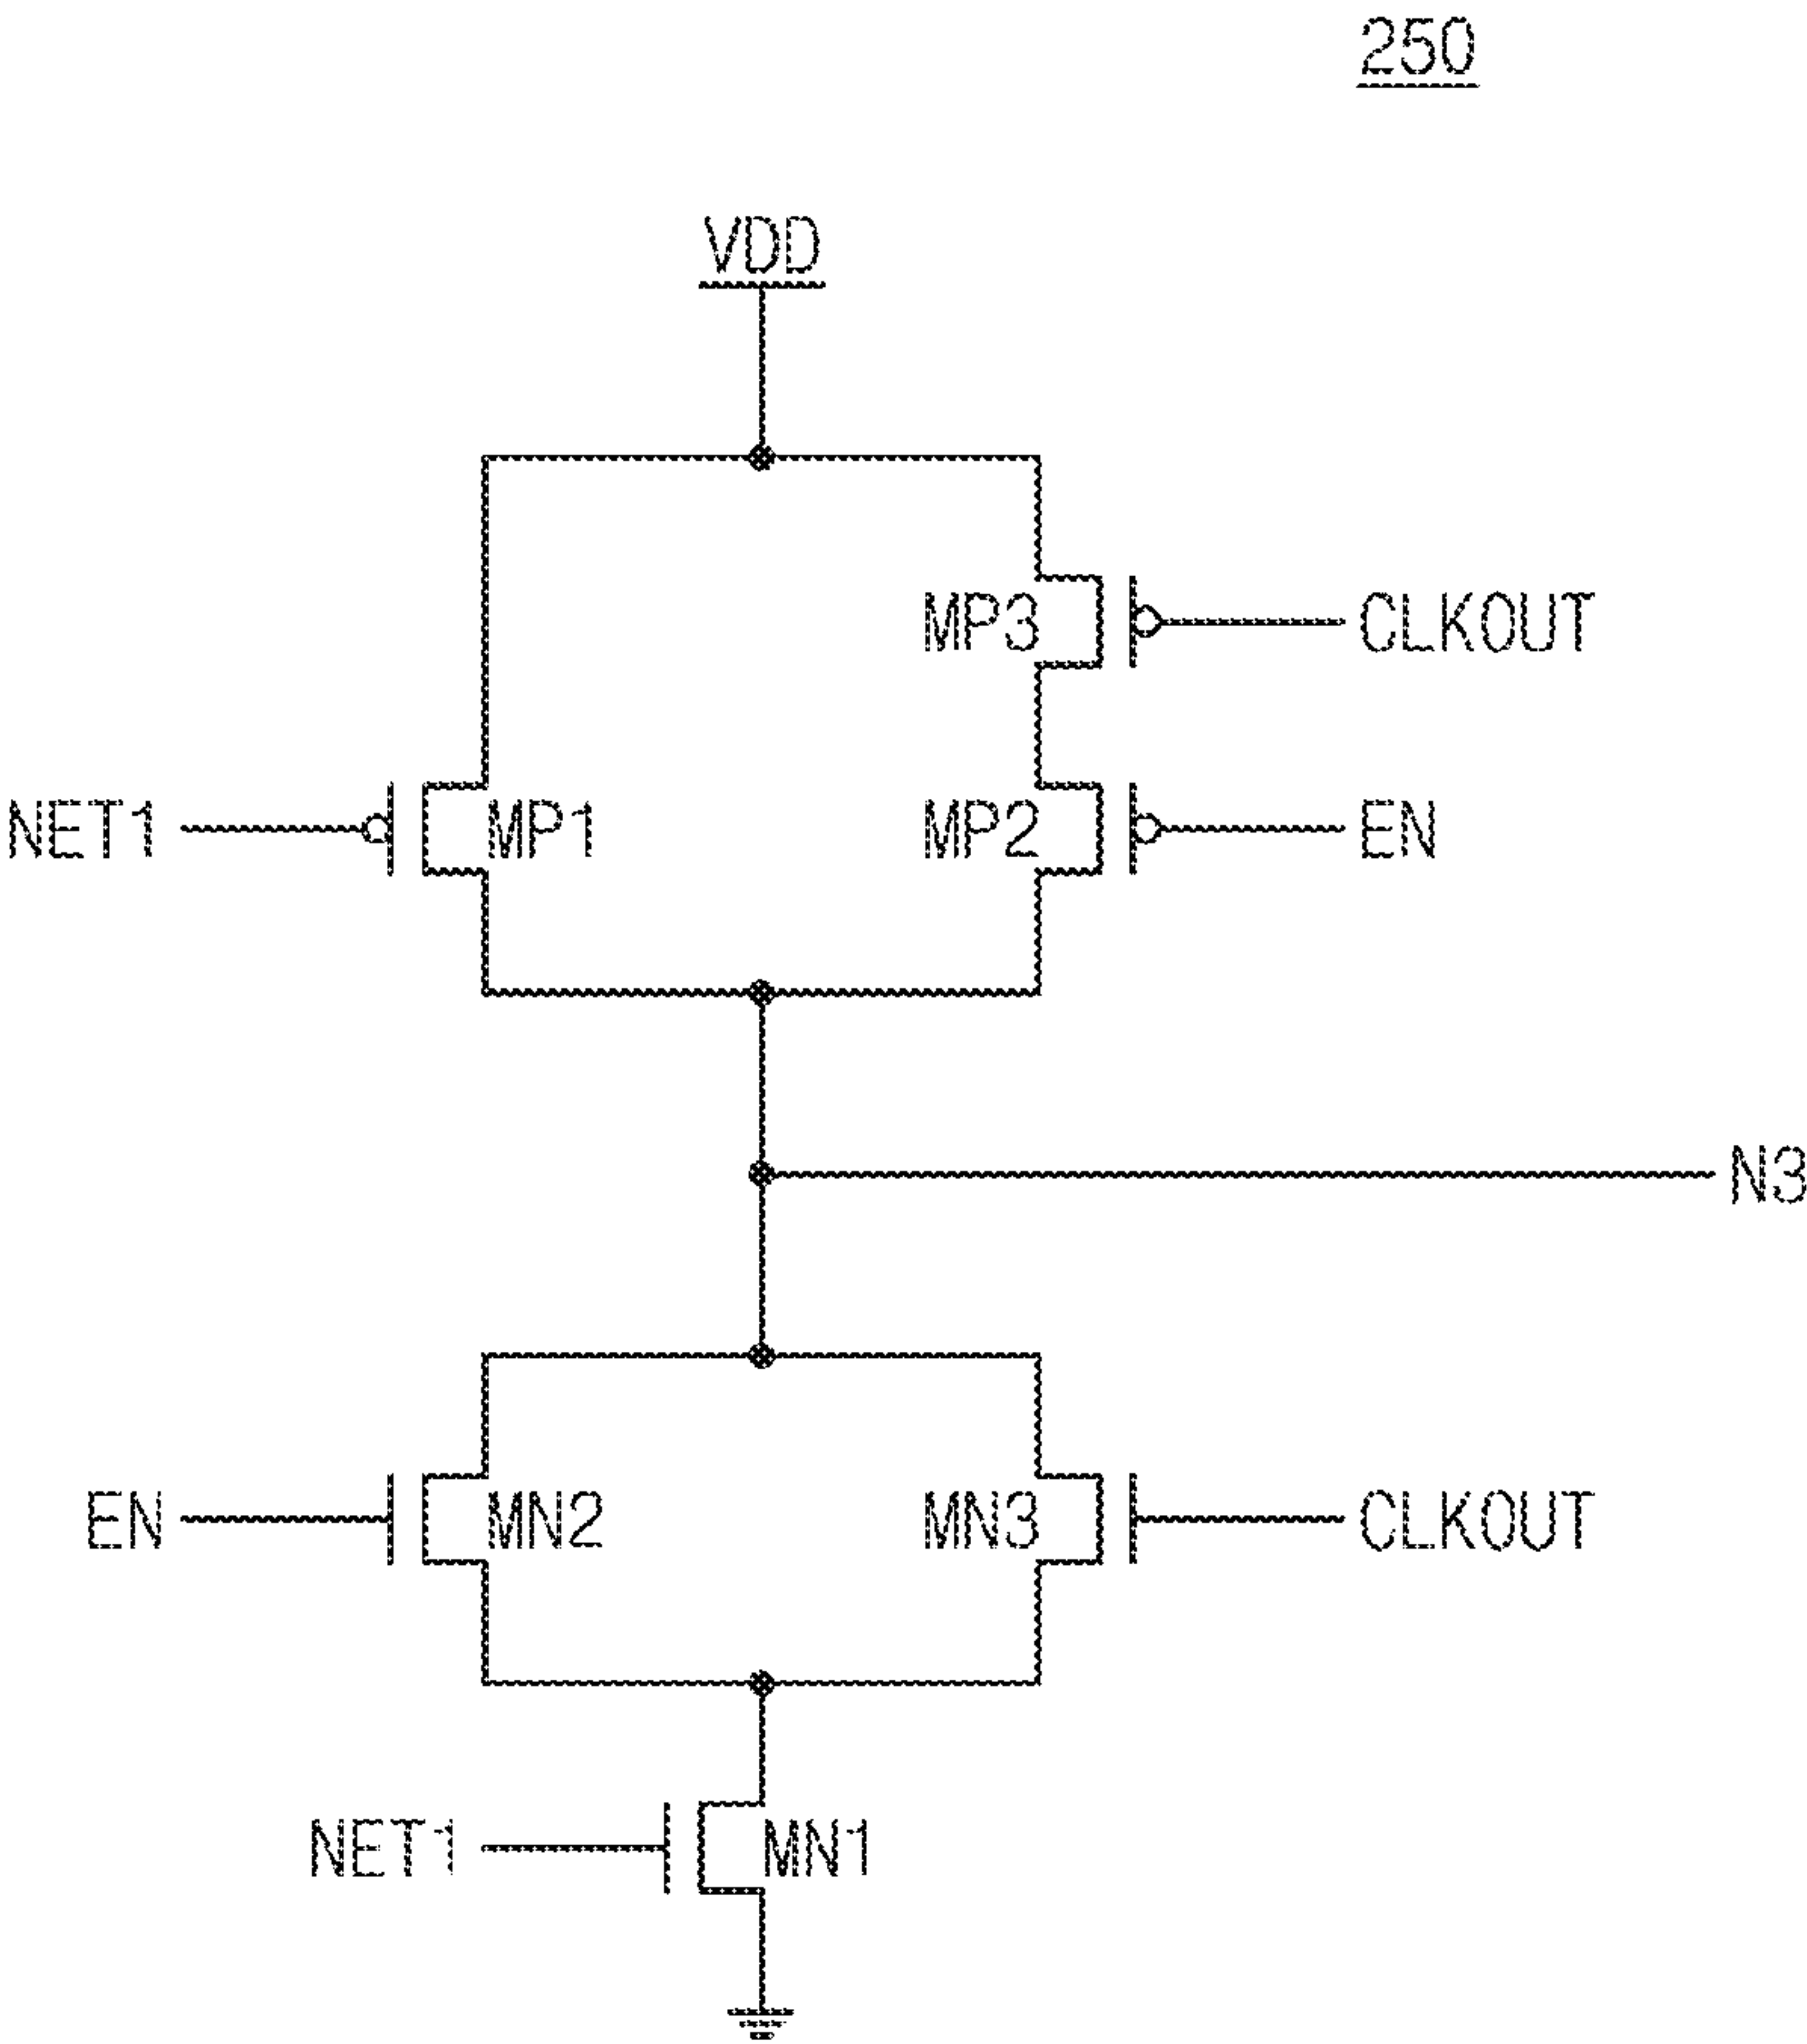 250
VDD
MP3 CLKOUT
NET1 MP1 MP2 EN
N3
EN MN2 MN3 CLKOUT
NET1 MN1